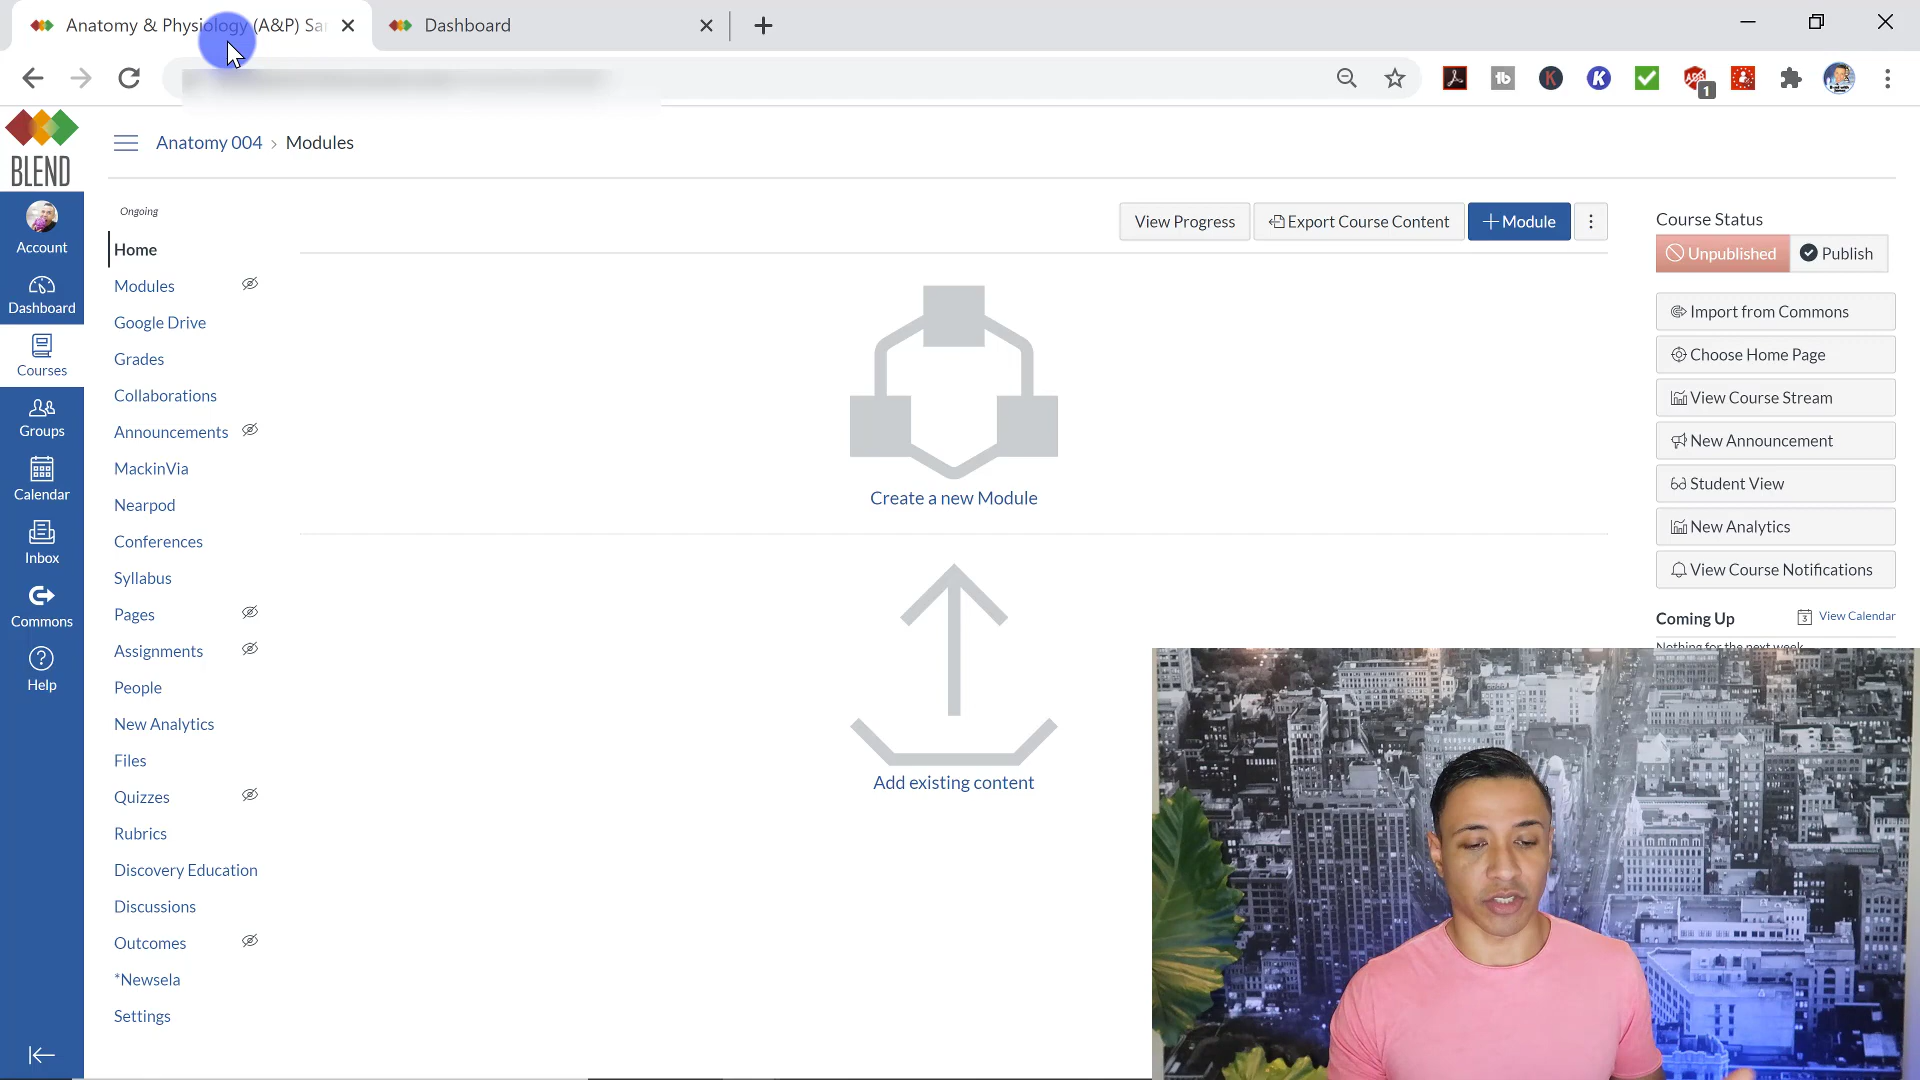 Anatomy & Physiology (A&P) Sa
Dashboard
1
BLEND
Anatomy 004 › Modules
Account
Dashboard
Courses
Groups
Calendar
Inbox
Commons
Help
Ongoing
Home
Modules
Google Drive
Grades
Collaborations
Announcements
MackinVia
Nearpod
Conferences
Syllabus
Pages
Assignments
People
New Analytics
Files
Quizzes
Rubrics
Discovery Education
Discussions
Outcomes
*Newsela
Settings
View Progress
Export Course Content
+ Module
Create a new Module
Add existing content
Course Status
Unpublished
Publish
Import from Commons
Choose Home Page
View Course Stream
New Announcement
Student View
New Analytics
View Course Notifications
Coming Up
3 View Calendar
Nothing for the next week